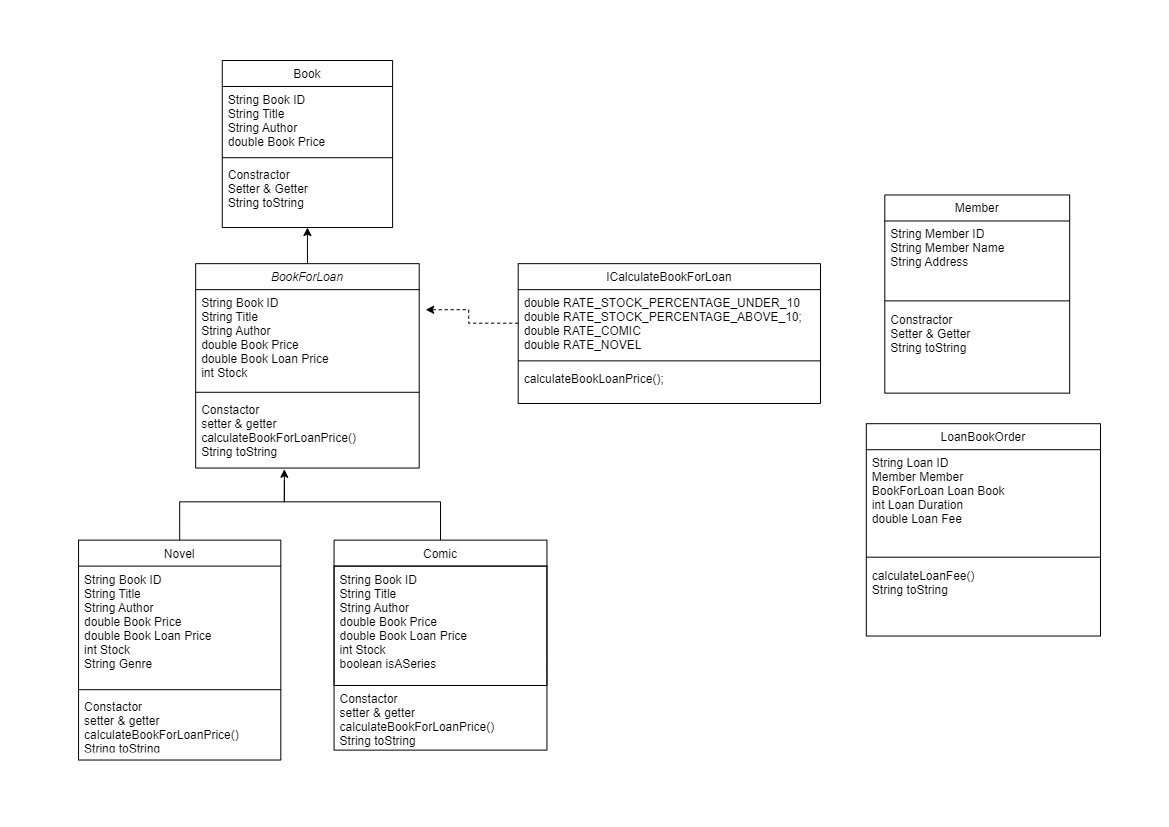 Book
String Book ID
String Title
String Author
double Book Price
Constractor
Setter & Getter
String toString
BookForLoan
String Book ID
String Title
String Author
double Book Price
double Book Loan Price
int Stock
Constactor
setter & getter
calculateBookForLoanPrice()
String toString
ICalculateBookForLoan
double RATE_STOCK_PERCENTAGE_UNDER_10
double RATE_STOCK_PERCENTAGE_ABOVE_10;
double RATE_COMIC
double RATE_NOVEL
calculateBookLoanPrice();
Member
String Member ID
String Member Name
String Address
Constractor
Setter & Getter
String toString
LoanBookOrder
String Loan ID
Member Member
BookForLoan Loan Book
int Loan Duration
double Loan Fee
calculateLoanFee()
String toString
Novel
String Book ID
String Title
String Author
double Book Price
double Book Loan Price
int Stock
String Genre
Constactor
setter & getter
calculateBookForLoanPrice()
String toString
Comic
String Book ID
String Title
String Author
double Book Price
double Book Loan Price
int Stock
boolean isASeries
Constactor
setter & getter
calculateBookForLoanPrice()
String toString